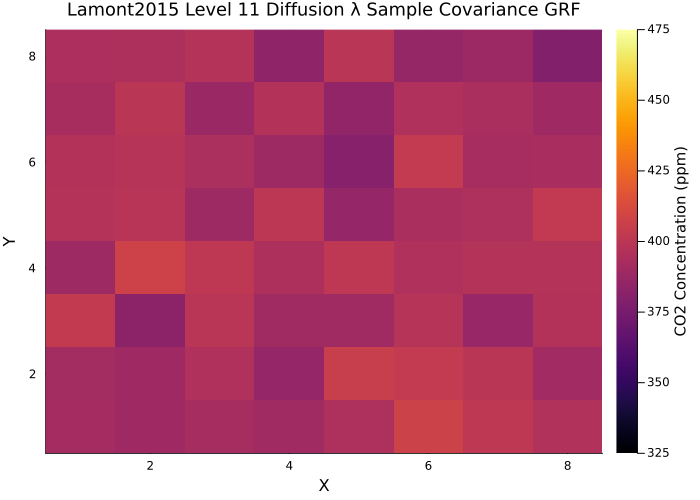 Lamont2015 Level 11 Diffusion λ Sample Covariance GRF
8
6
4
2
Y
2 4 6 8
X
475
450
425
400
375
350
325
CO2 Concentration (ppm)